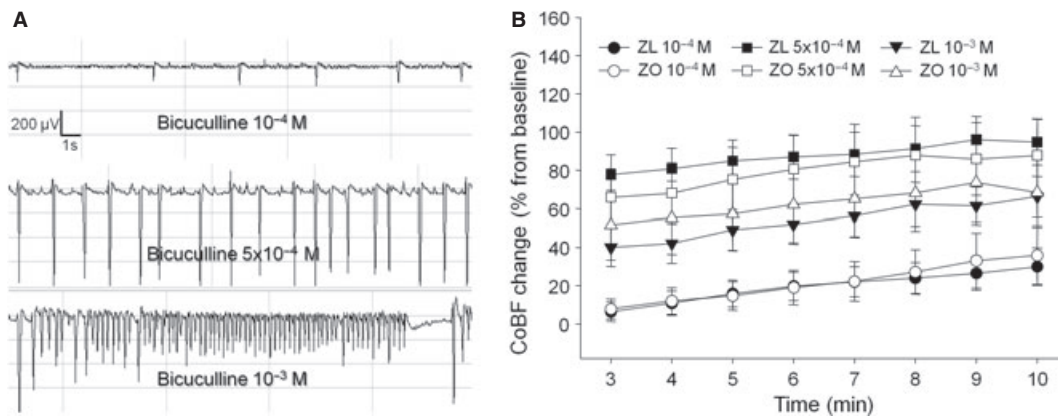 A
200 µV
1s
Bicuculline 10⁻⁴ M
Bicuculline 5x10⁻⁴ M
Bicuculline 10⁻³ M
B
CoBF change (% from baseline)
160
140
120
100
80
60
40
20
0
ZL 10⁻⁴ M
ZL 5x10⁻⁴ M
ZL 10⁻³ M
ZO 10⁻⁴ M
ZO 5x10⁻⁴ M
ZO 10⁻³ M
3 4 5 6 7 8 9 10
Time (min)